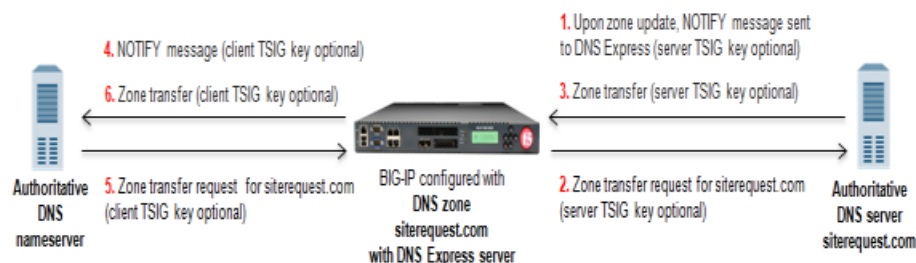 1. Upon zone update, NOTIFY message sent
to DNS Express (server TSIG key optional)
4. NOTIFY message (client TSIG key optional)
6. Zone transfer (client TSIG key optional)
3. Zone transfer (server TSIG key optional)
5. Zone transfer request for siterequest.com
(client TSIG key optional)
BIG-IP configured with
DNS zone
siterequest.com
with DNS Express server
2. Zone transfer request for siterequest.com
(server TSIG key optional)
Authoritative
DNS
nameserver
Authoritative
DNS server
siterequest.com